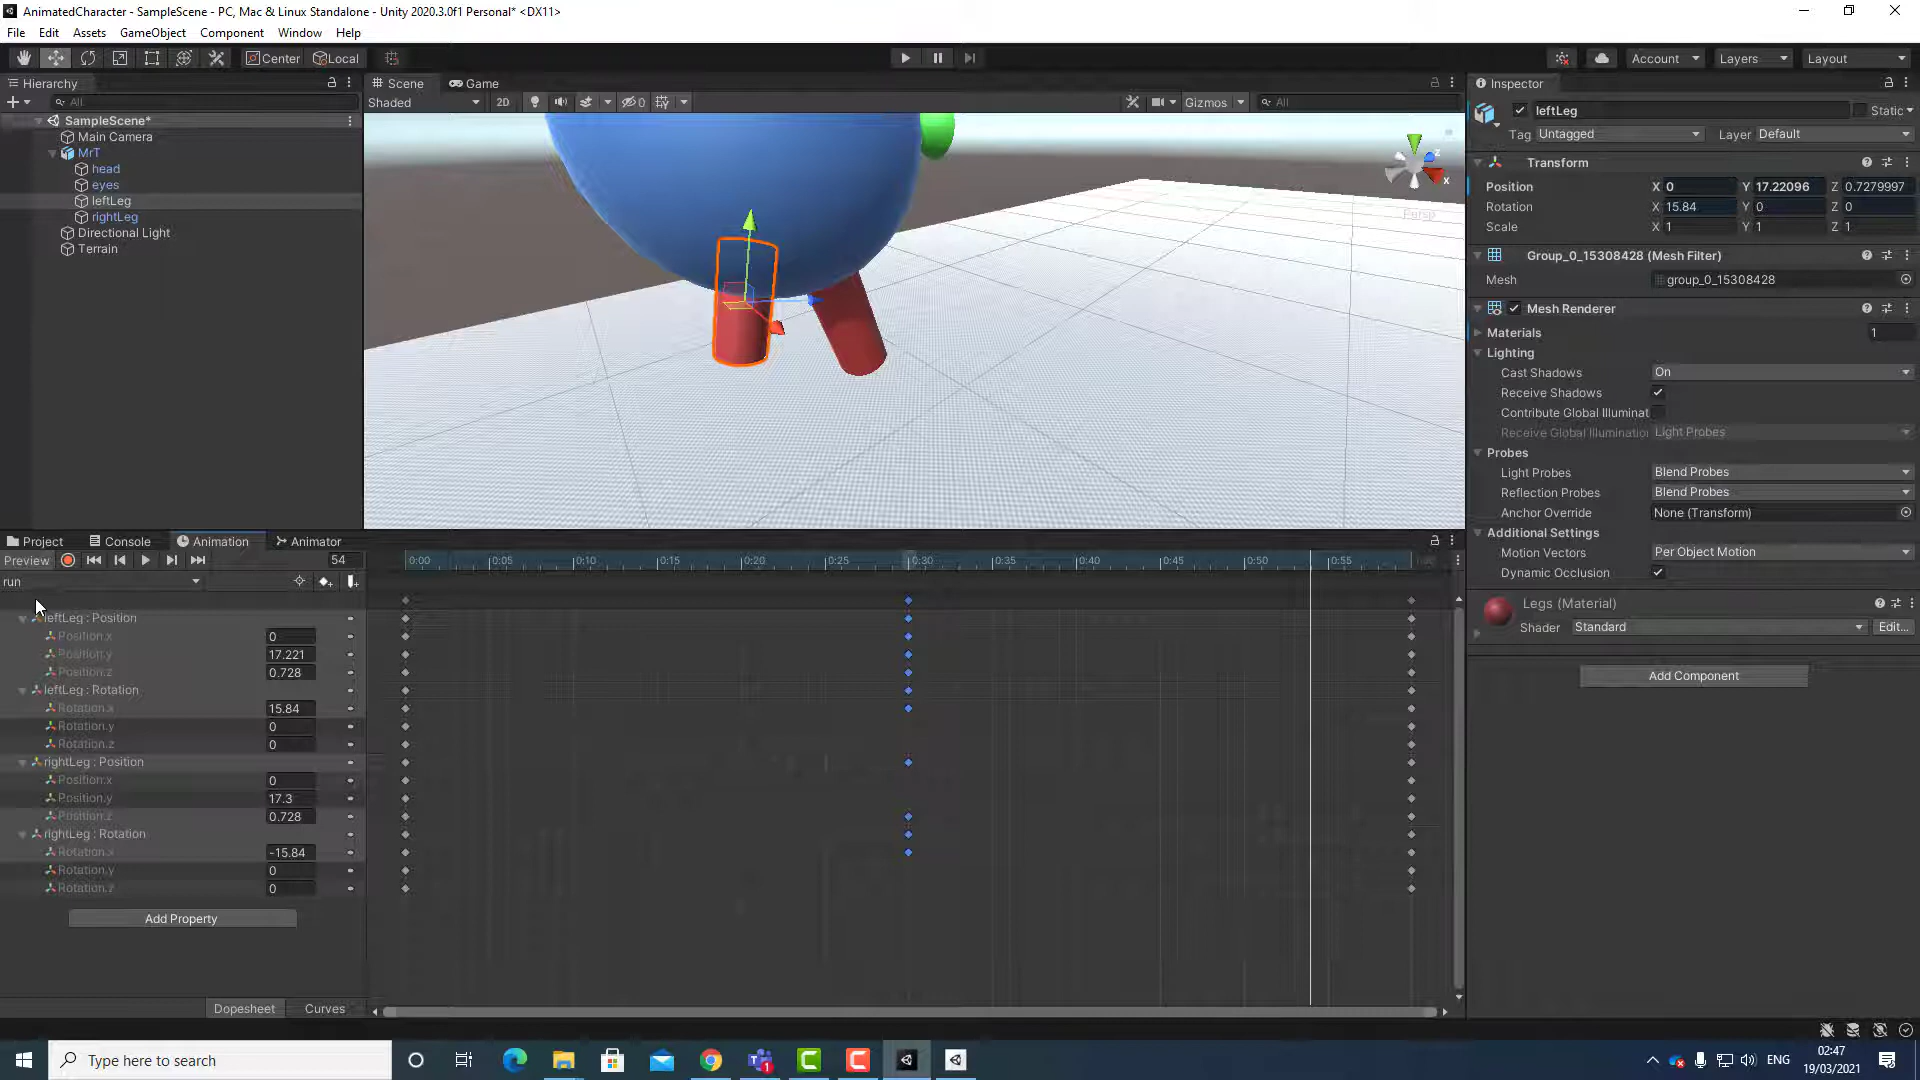 AnimatedCharacter - SampleScene - PC, Mac & Linux Standalone - Unity 2020.3.0f1 Personal* <DX11>
File Edit Assets GameObject Component Window Help
Center Local Account Layers Layout
Hierarchy
All
SampleScene*
Main Camera
MrT
head
eyes
leftLeg
rightLeg
Directional Light
Terrain
Scene Game
Shaded 2D 0 Gizmos All
x
z
Persp
Inspector
leftLeg Static
Tag Untagged Layer Default
Transform
Position X 0 Y 17.22096 Z 0.7279997
Rotation X 15.84 Y 0 Z 0
Scale X 1 Y 1 Z 1
Group_0_15308428 (Mesh Filter)
Mesh group_0_15308428
Mesh Renderer
Materials 1
Lighting
Cast Shadows On
Receive Shadows
Contribute Global Illuminat
Receive Global Illumination Light Probes
Probes
Light Probes Blend Probes
Reflection Probes Blend Probes
Anchor Override None (Transform)
Additional Settings
Motion Vectors Per Object Motion
Dynamic Occlusion
Legs (Material)
Shader Standard Edit...
Add Component
Project Console Animation Animator
Preview 54 0:00 0:05 0:10 0:15 0:20 0:25 0:30 0:35 0:40 0:45 0:50 0:55
run
leftLeg : Position
Position.x 0
Position.y 17.221
Position.z 0.728
leftLeg : Rotation
Rotation.x 15.84
Rotation.y 0
Rotation.z 0
rightLeg : Position
Position.x 0
Position.y 17.3
Position.z 0.728
rightLeg : Rotation
Rotation.x -15.84
Rotation.y 0
Rotation.z 0
Add Property
Dopesheet Curves
Type here to search
1
ENG
02:47
19/03/2021